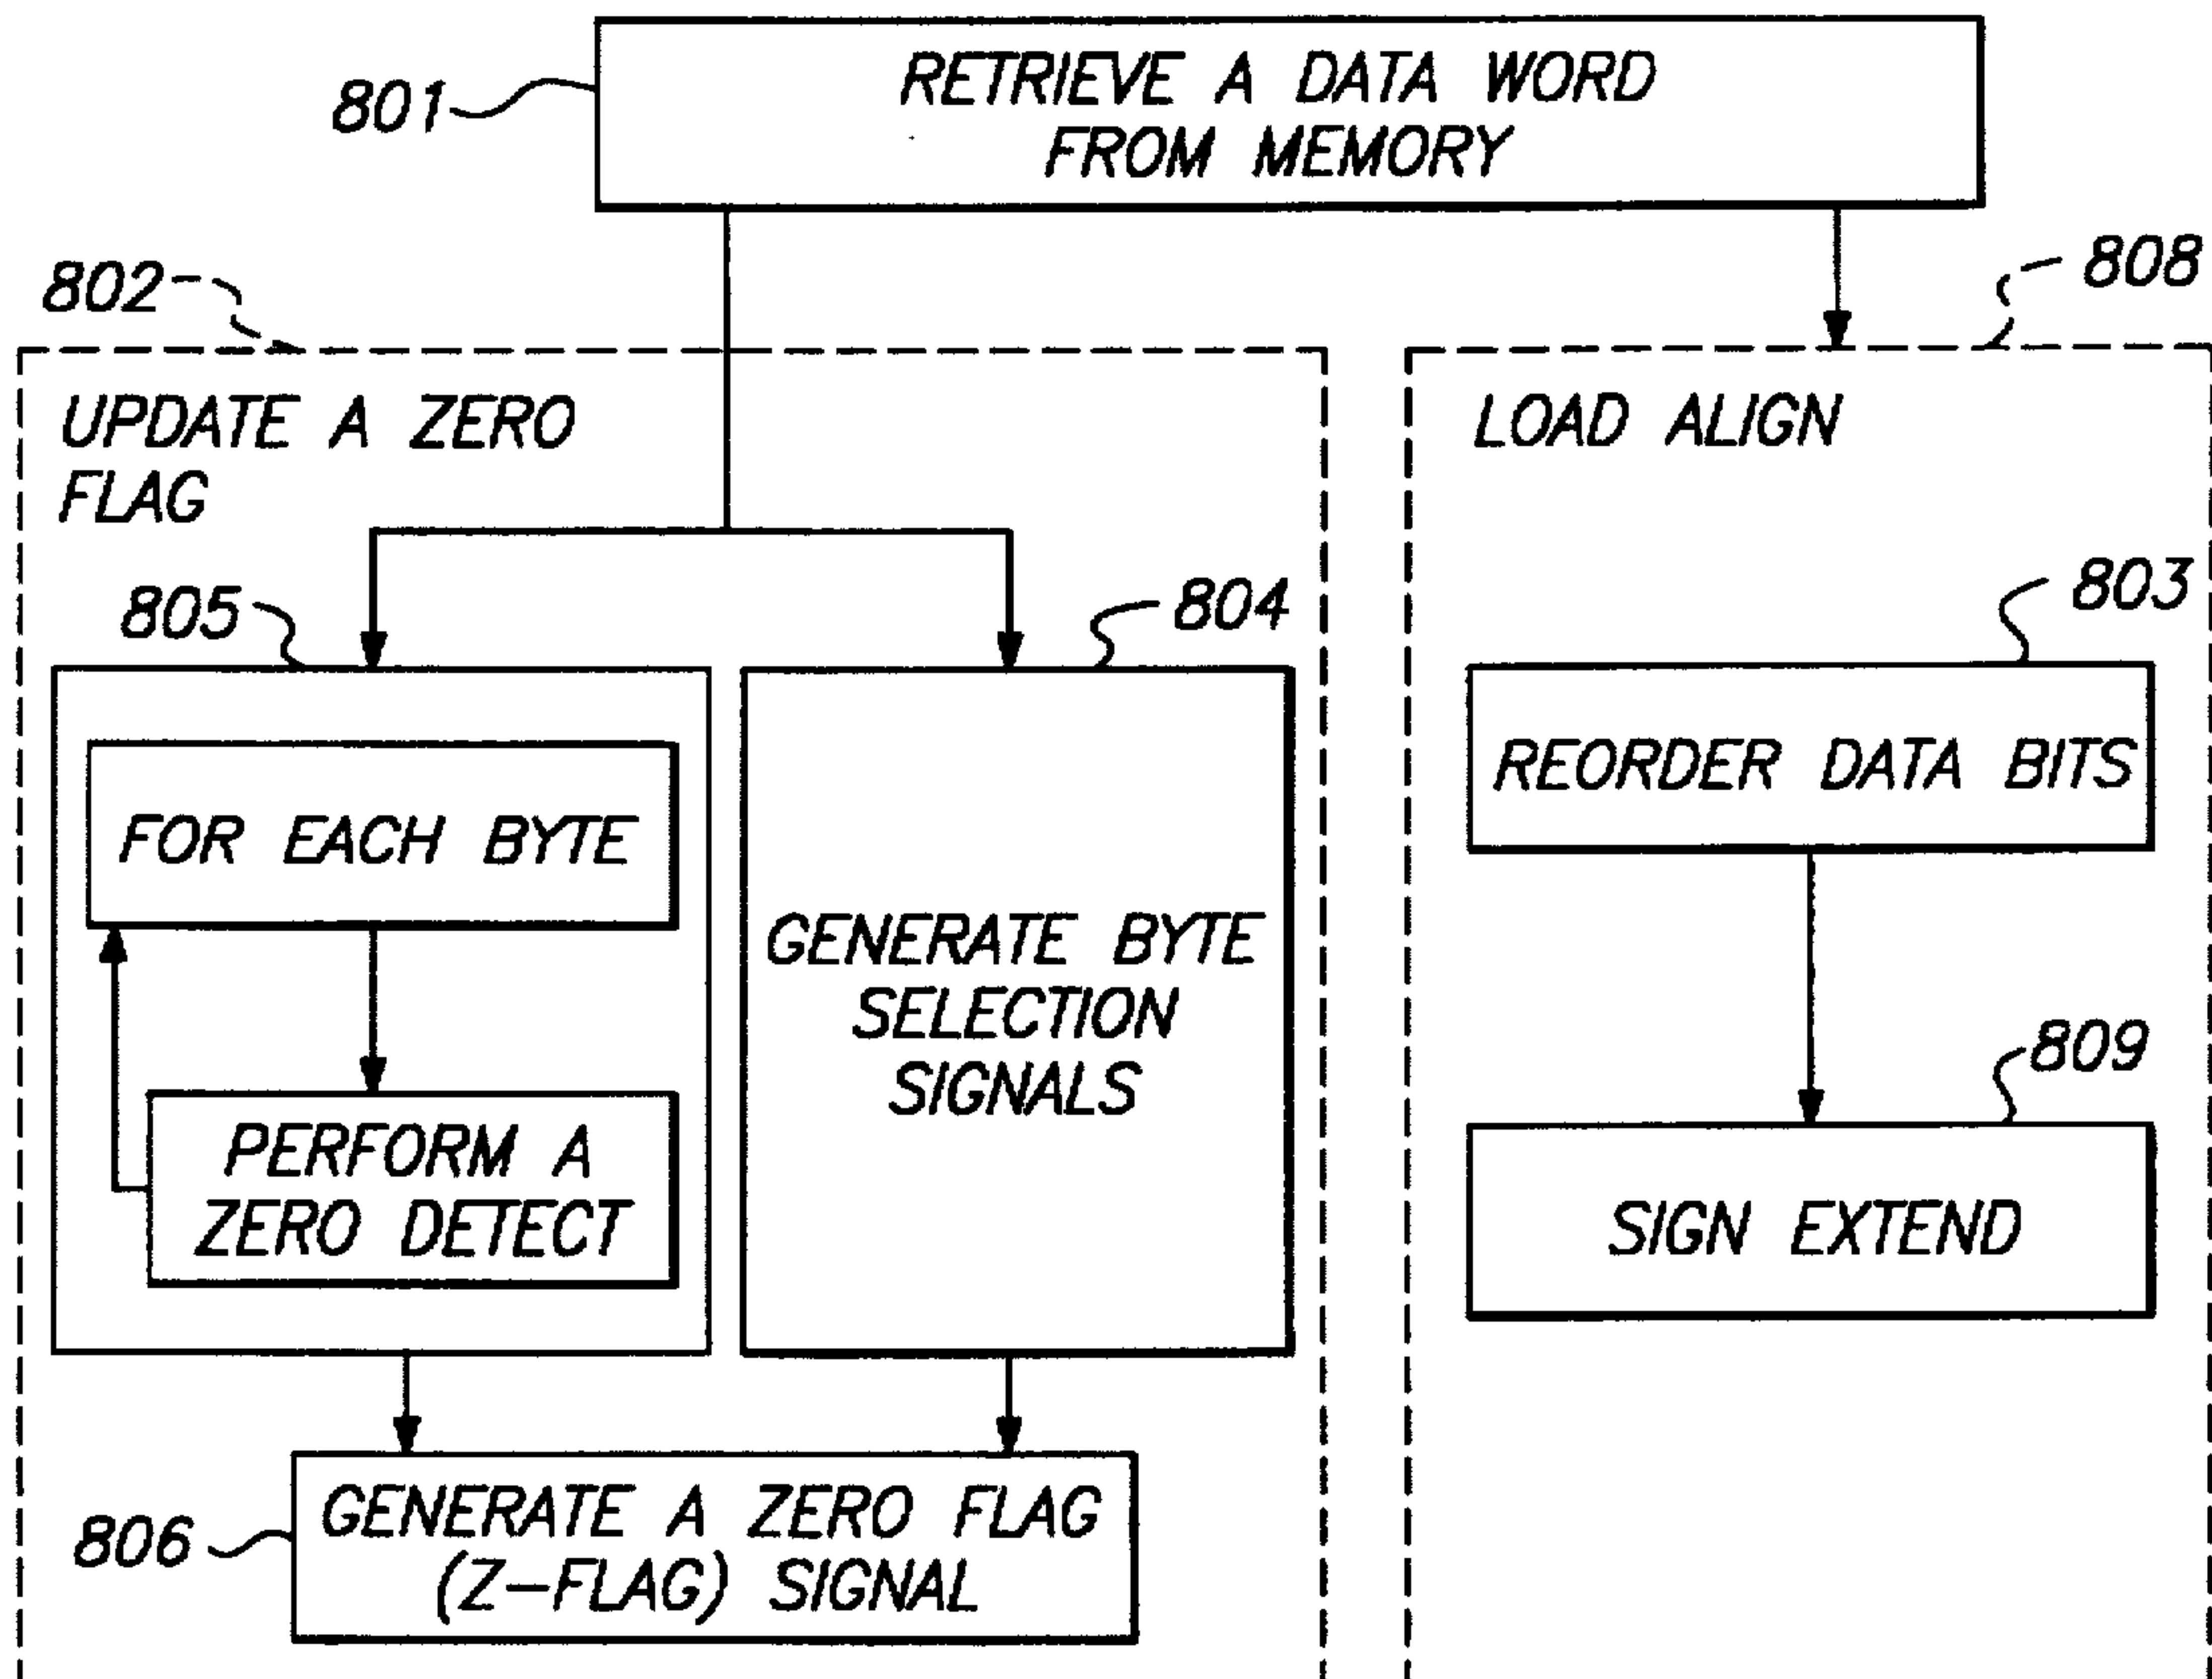 RETRIEVE A DATA WORD
FROM MEMORY
801
802
808
UPDATE A ZERO
FLAG
LOAD ALIGN
805
804
803
FOR EACH BYTE
PERFORM A
ZERO DETECT
GENERATE BYTE
SELECTION
SIGNALS
REORDER DATA BITS
809
SIGN EXTEND
806
GENERATE A ZERO FLAG
(Z-FLAG) SIGNAL